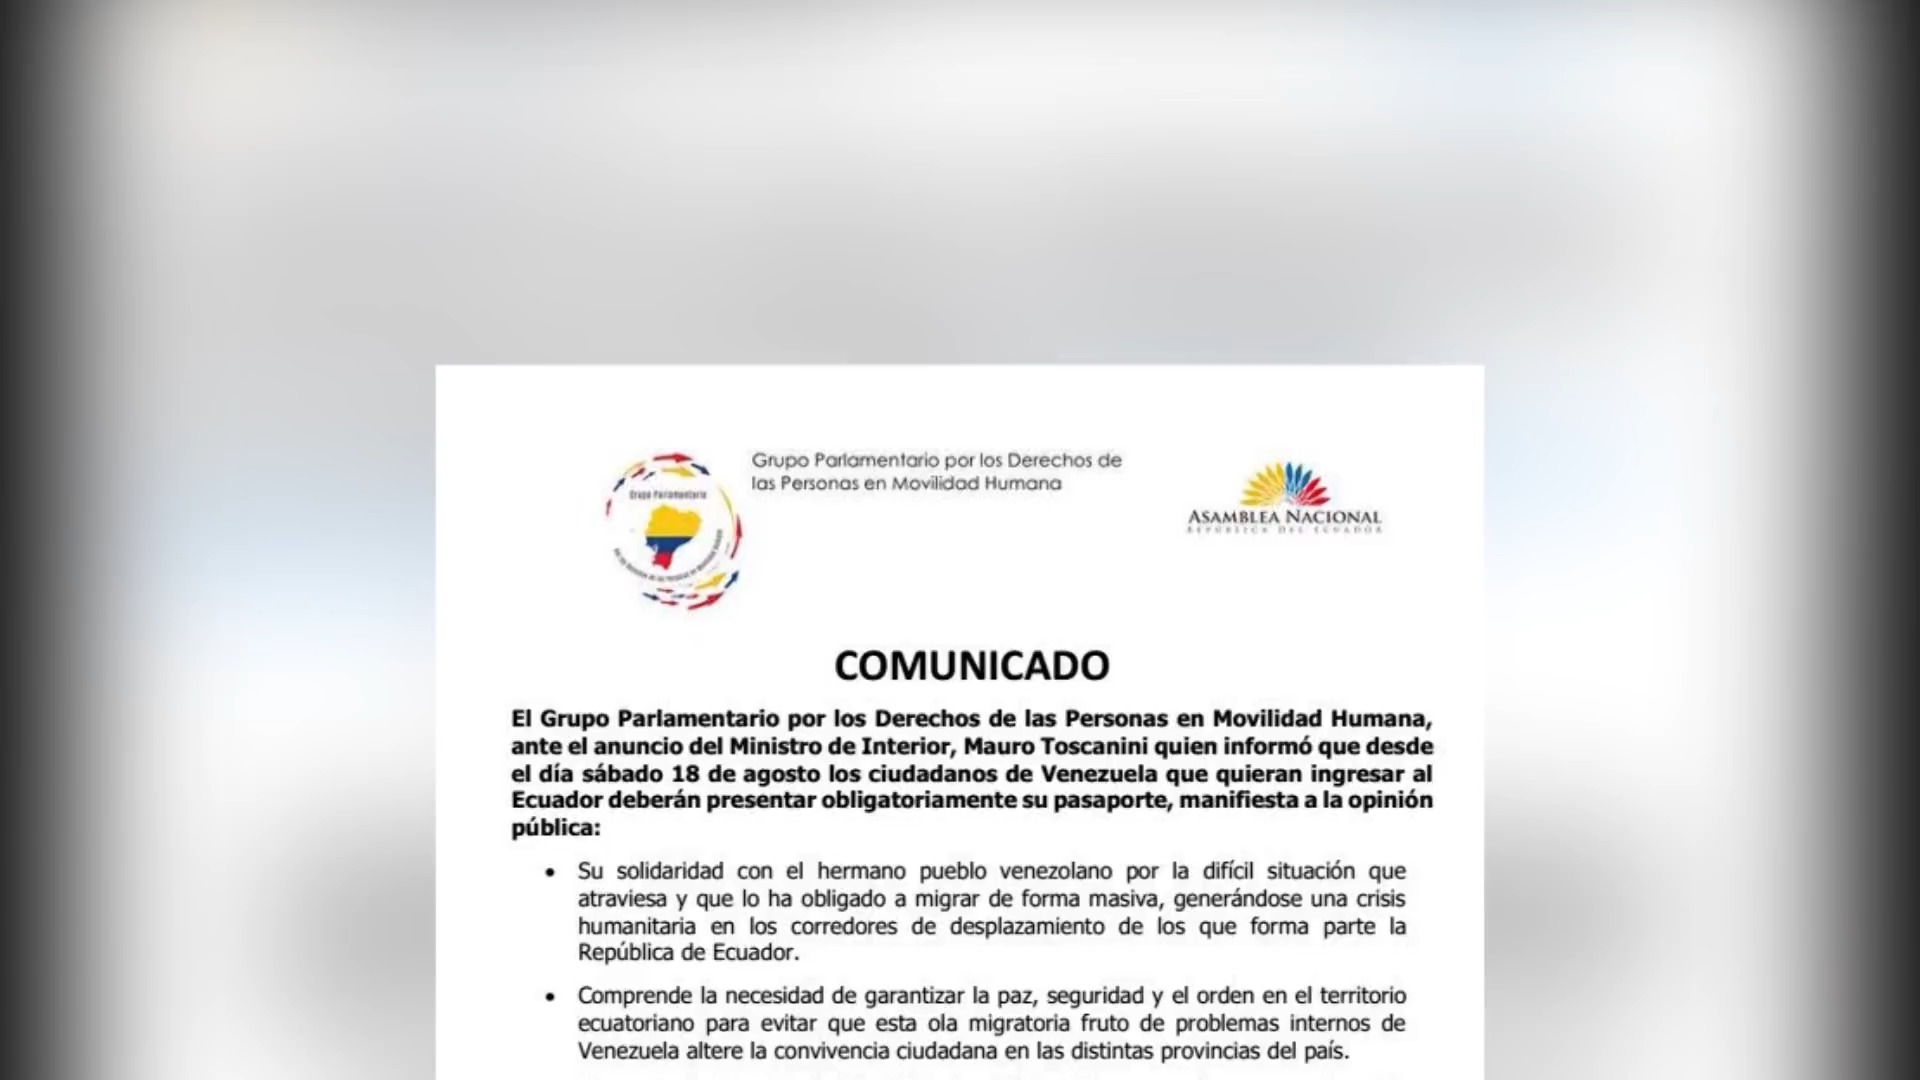 Grupo Parlamentario por los Derechos de
las Personas en Movilidad Humana
Grupo Parlamentario
ASAMBLEA NACIONAL
REPÚBLICA DEL ECUADOR
COMUNICADO
El Grupo Parlamentario por los Derechos de las Personas en Movilidad Humana,
ante el anuncio del Ministro de Interior, Mauro Toscanini quien informó que desde
el día sábado 18 de agosto los ciudadanos de Venezuela que quieran ingresar al
Ecuador deberán presentar obligatoriamente su pasaporte, manifiesta a la opinión
pública:
• Su solidaridad con el hermano pueblo venezolano por la difícil situación que
atraviesa y que lo ha obligado a migrar de forma masiva, generándose una crisis
humanitaria en los corredores de desplazamiento de los que forma parte la
República de Ecuador.
• Comprende la necesidad de garantizar la paz, seguridad y el orden en el territorio
ecuatoriano para evitar que esta ola migratoria fruto de problemas internos de
Venezuela altere la convivencia ciudadana en las distintas provincias del país.